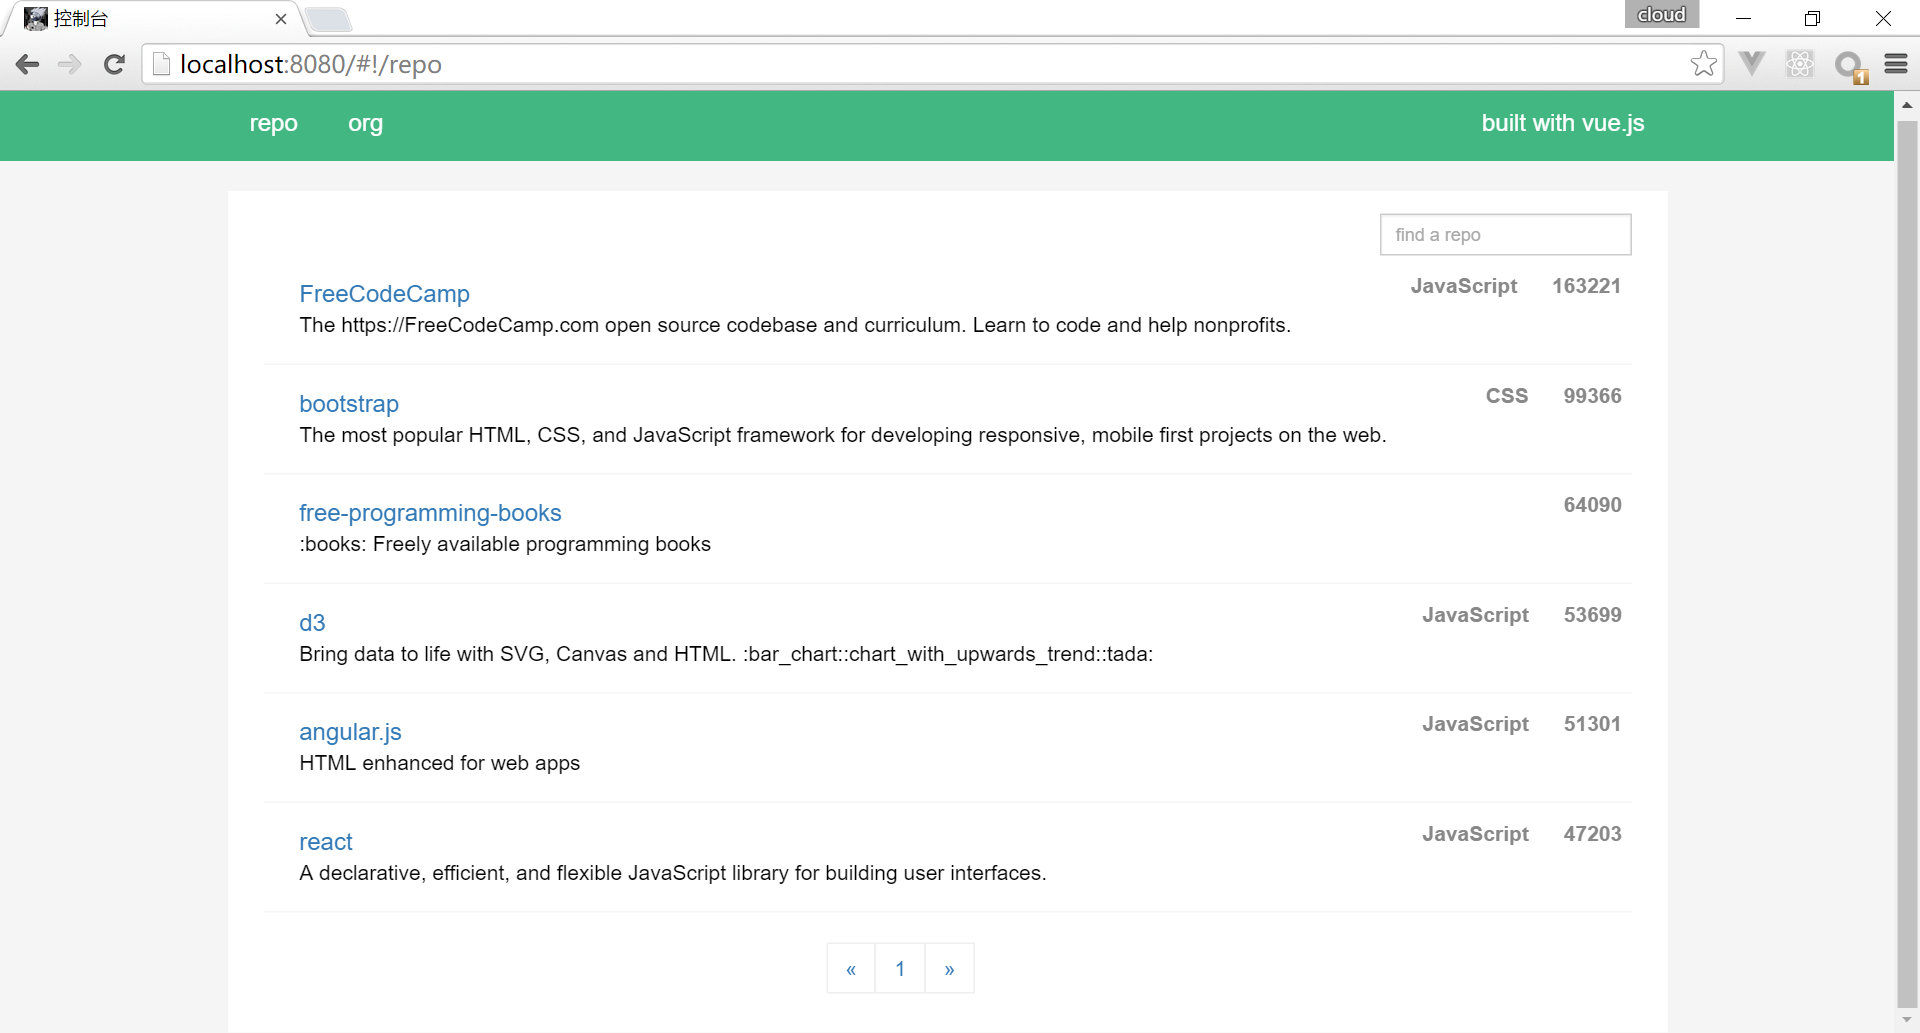 控制台
cloud
localhost:8080/#!/repo
1
repo org built with vue.js
find a repo
FreeCodeCamp JavaScript 163221
The https://FreeCodeCamp.com open source codebase and curriculum. Learn to code and help nonprofits.
bootstrap CSS 99366
The most popular HTML, CSS, and JavaScript framework for developing responsive, mobile first projects on the web.
free-programming-books 64090
:books: Freely available programming books
d3 JavaScript 53699
Bring data to life with SVG, Canvas and HTML. :bar_chart::chart_with_upwards_trend::tada:
angular.js JavaScript 51301
HTML enhanced for web apps
react JavaScript 47203
A declarative, efficient, and flexible JavaScript library for building user interfaces.
« 1 »